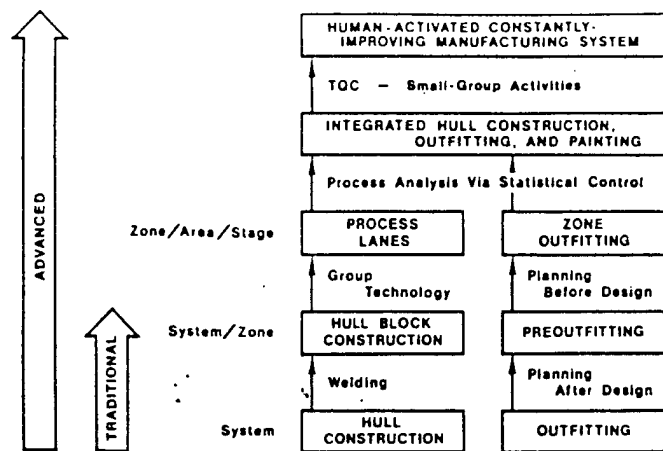 HUMAN-ACTIVATED CONSTANTLY-
IMPROVING MANUFACTURING SYSTEM
TQC — Small-Group Activities
INTEGRATED HULL CONSTRUCTION,
OUTFITTING, AND PAINTING
Process Analysis Via Statistical Control
Zone/Area/Stage
PROCESS
LANES
ZONE
OUTFITTING
Group
Technology
Planning
Before Design
System/Zone
HULL BLOCK
CONSTRUCTION
PREOUTFITTING
Welding
Planning
After Design
System
HULL
CONSTRUCTION
OUTFITTING
ADVANCED
TRADITIONAL